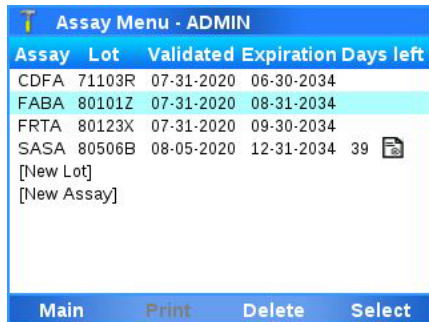 Assay Menu - ADMIN
Assay Lot Validated Expiration Days left
CDFA 71103R 07-31-2020 06-30-2034
FABA 80101Z 07-31-2020 08-31-2034
FRTA 80123X 07-31-2020 09-30-2034
SASA 80506B 08-05-2020 12-31-2034 39
[New Lot]
[New Assay]
Main Print Delete Select